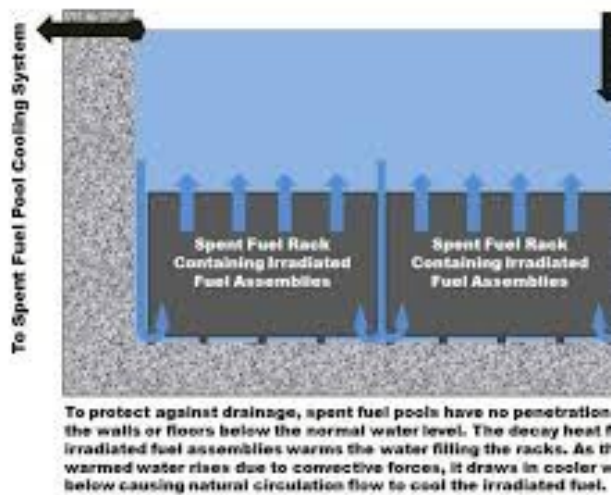 To Spent Fuel Pool Cooling System
Spent Fuel Rack
Containing Irradiated
Fuel Assemblies
Spent Fuel Rack
Containing Irradiated
Fuel Assemblies
To protect against drainage, spent fuel pools have no penetration
the walls or floors below the normal water level. The decay heat f
irradiated fuel assemblies warms the water filling the racks. As th
warmed water rises due to convective forces, it draws in cooler w
below causing natural circulation flow to cool the irradiated fuel.